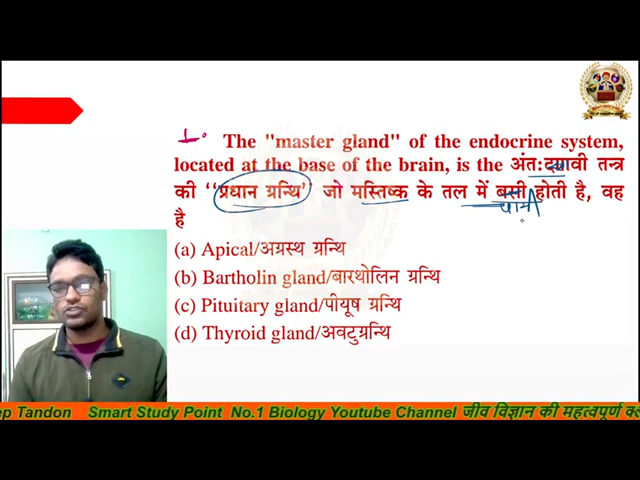 1. The "master gland" of the endocrine system,
located at the base of the brain, is the अंत:स्रावी तन्त्र
की ''प्रधान ग्रन्थि'' जो मस्तिष्क के तल में बसी होती है, वह
है
(a) Apical/अग्रस्थ ग्रन्थि
(b) Bartholin gland/बारथोलिन ग्रन्थि
(c) Pituitary gland/पीयूष ग्रन्थि
(d) Thyroid gland/अवटुग्रन्थि
ep Tandon Smart Study Point No.1 Biology Youtube Channel जीव विज्ञान की महत्वपूर्ण क्ल